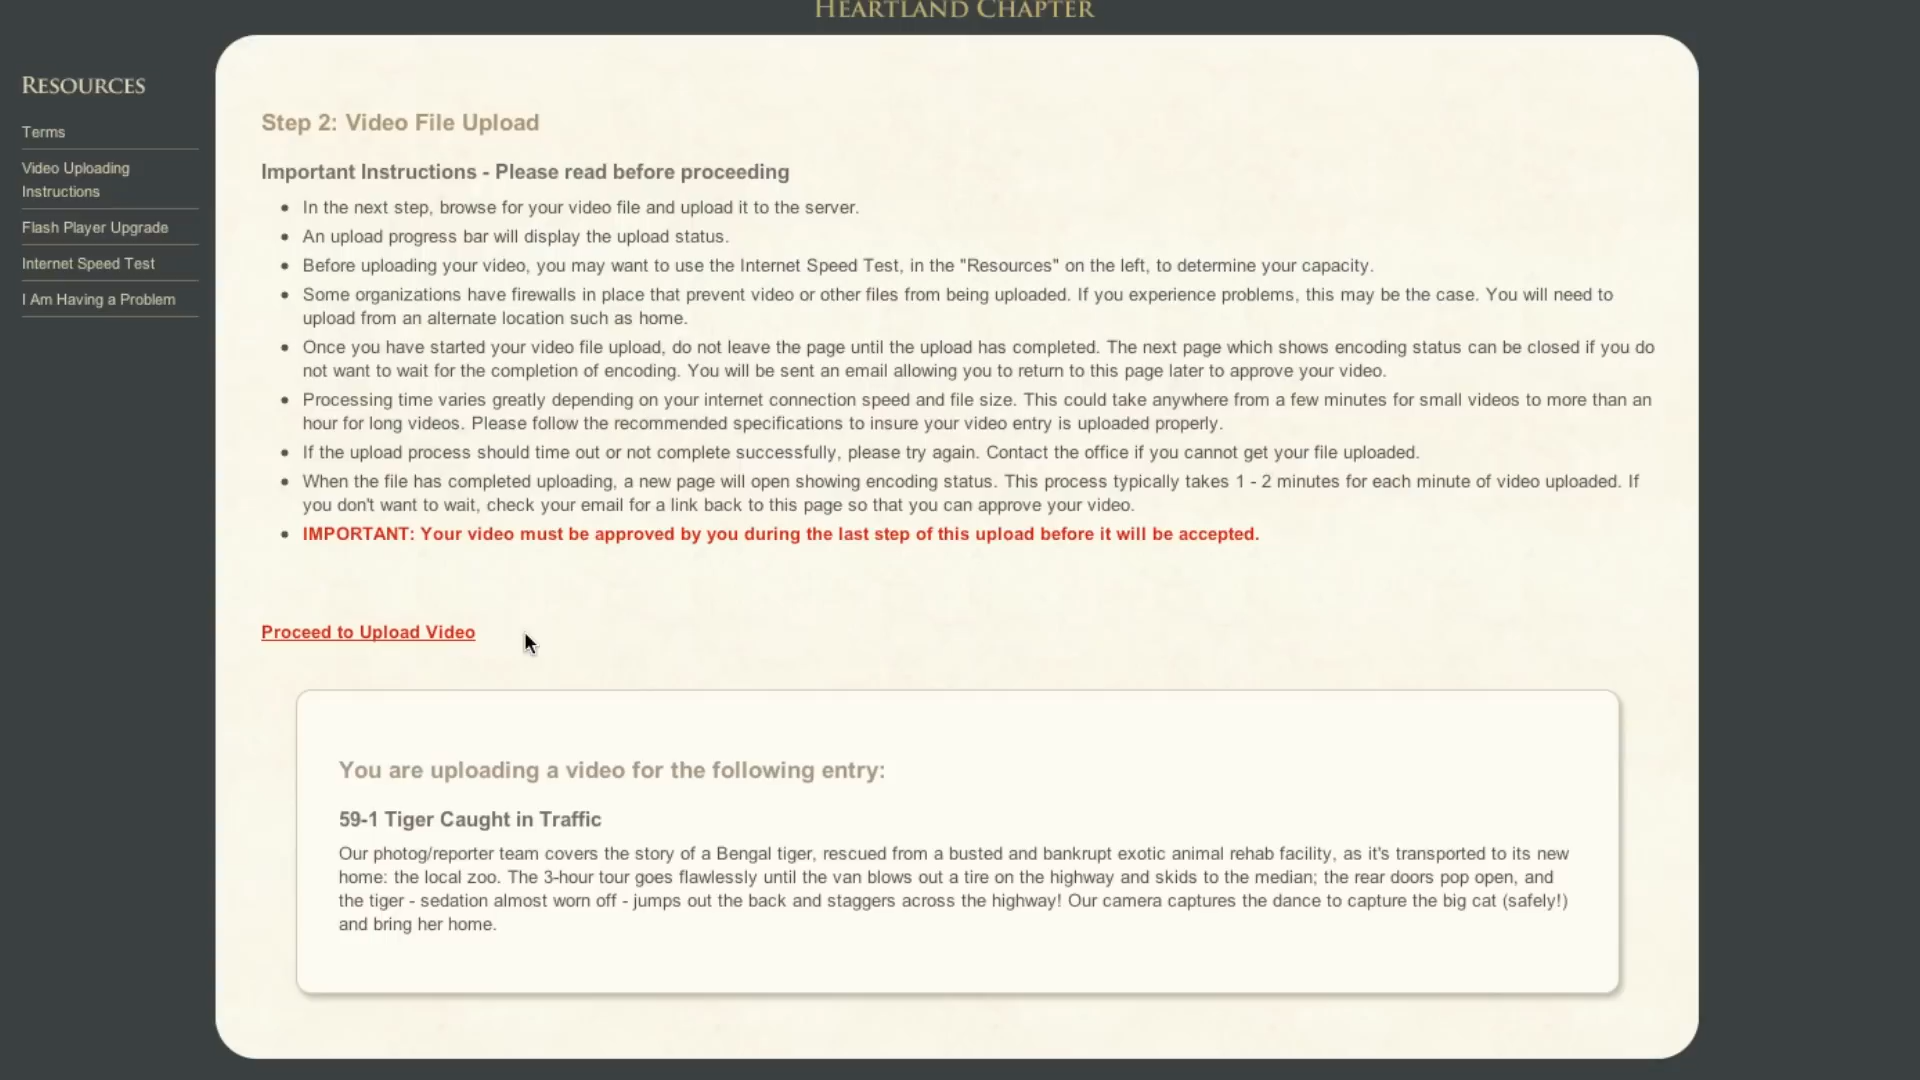 HEARTLAND CHAPTER
RESOURCES
Terms
Video Uploading
Instructions
Flash Player Upgrade
Internet Speed Test
I Am Having a Problem
Step 2: Video File Upload
Important Instructions - Please read before proceeding
In the next step, browse for your video file and upload it to the server.
An upload progress bar will display the upload status.
Before uploading your video, you may want to use the Internet Speed Test, in the "Resources" on the left, to determine your capacity.
Some organizations have firewalls in place that prevent video or other files from being uploaded. If you experience problems, this may be the case. You will need to
upload from an alternate location such as home.
Once you have started your video file upload, do not leave the page until the upload has completed. The next page which shows encoding status can be closed if you do
not want to wait for the completion of encoding. You will be sent an email allowing you to return to this page later to approve your video.
Processing time varies greatly depending on your internet connection speed and file size. This could take anywhere from a few minutes for small videos to more than an
hour for long videos. Please follow the recommended specifications to insure your video entry is uploaded properly.
If the upload process should time out or not complete successfully, please try again. Contact the office if you cannot get your file uploaded.
When the file has completed uploading, a new page will open showing encoding status. This process typically takes 1 - 2 minutes for each minute of video uploaded. If
you don't want to wait, check your email for a link back to this page so that you can approve your video.
IMPORTANT: Your video must be approved by you during the last step of this upload before it will be accepted.
Proceed to Upload Video
You are uploading a video for the following entry:
59-1 Tiger Caught in Traffic
Our photog/reporter team covers the story of a Bengal tiger, rescued from a busted and bankrupt exotic animal rehab facility, as it's transported to its new
home: the local zoo. The 3-hour tour goes flawlessly until the van blows out a tire on the highway and skids to the median; the rear doors pop open, and
the tiger - sedation almost worn off - jumps out the back and staggers across the highway! Our camera captures the dance to capture the big cat (safely!)
and bring her home.